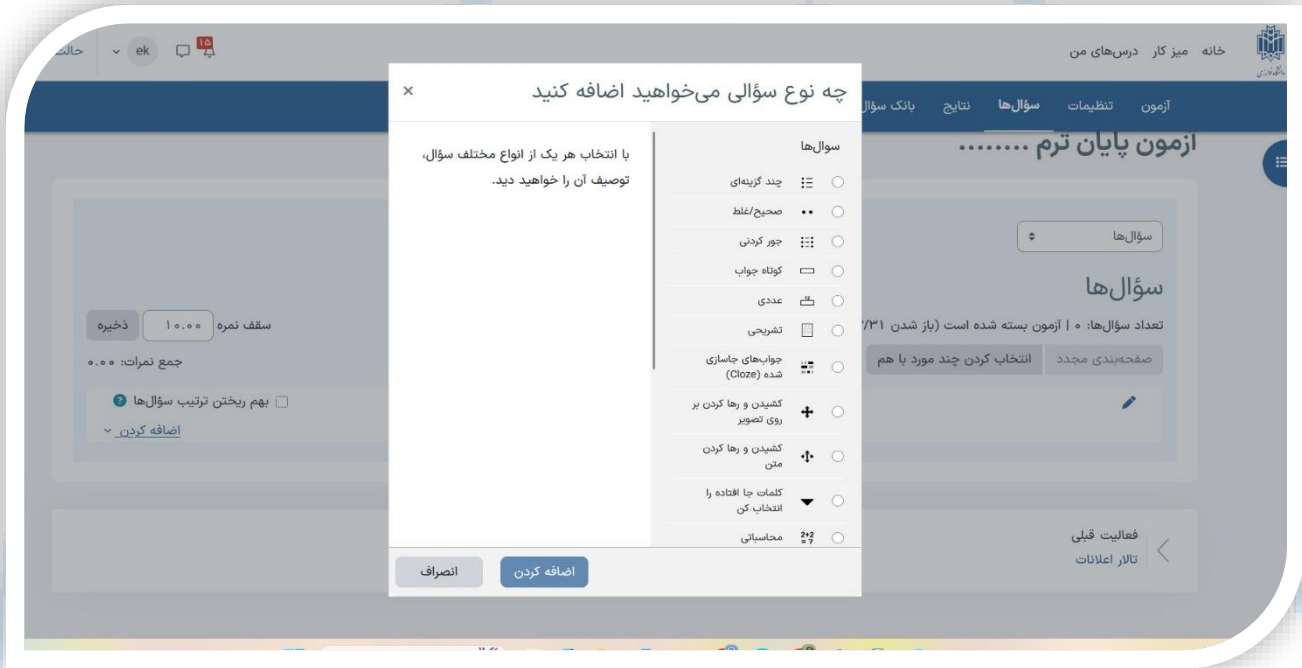 خانه میز کار درس‌های من
ek
۱۵
آزمون تنظیمات سؤال‌ها نتایج بانک سؤال
آزمون پایان ترم ........
سؤال‌ها
سؤال‌ها
تعداد سؤال‌ها: ۰ | آزمون بسته شده است (باز شدن
سقف نمره ۱۰.۰۰ ذخیره
صفحه‌بندی مجدد انتخاب کردن چند مورد با هم
جمع نمرات: ۰.۰۰
بهم ریختن ترتیب سؤال‌ها
اضافه کردن
فعالیت قبلی
تالار اعلانات
چه نوع سؤالی می‌خواهید اضافه کنید ×
سوال‌ها
چند گزینه‌ای
صحیح/غلط
جور کردنی
کوتاه جواب
عددی
تشریحی
جواب‌های جاسازی
شده (Cloze)
کشیدن و رها کردن بر
روی تصویر
کشیدن و رها کردن
متن
کلمات جا افتاده را
انتخاب کن
2+2
= ?
محاسباتی
با انتخاب هر یک از انواع مختلف سؤال،
توصیف آن را خواهید دید.
اضافه کردن انصراف